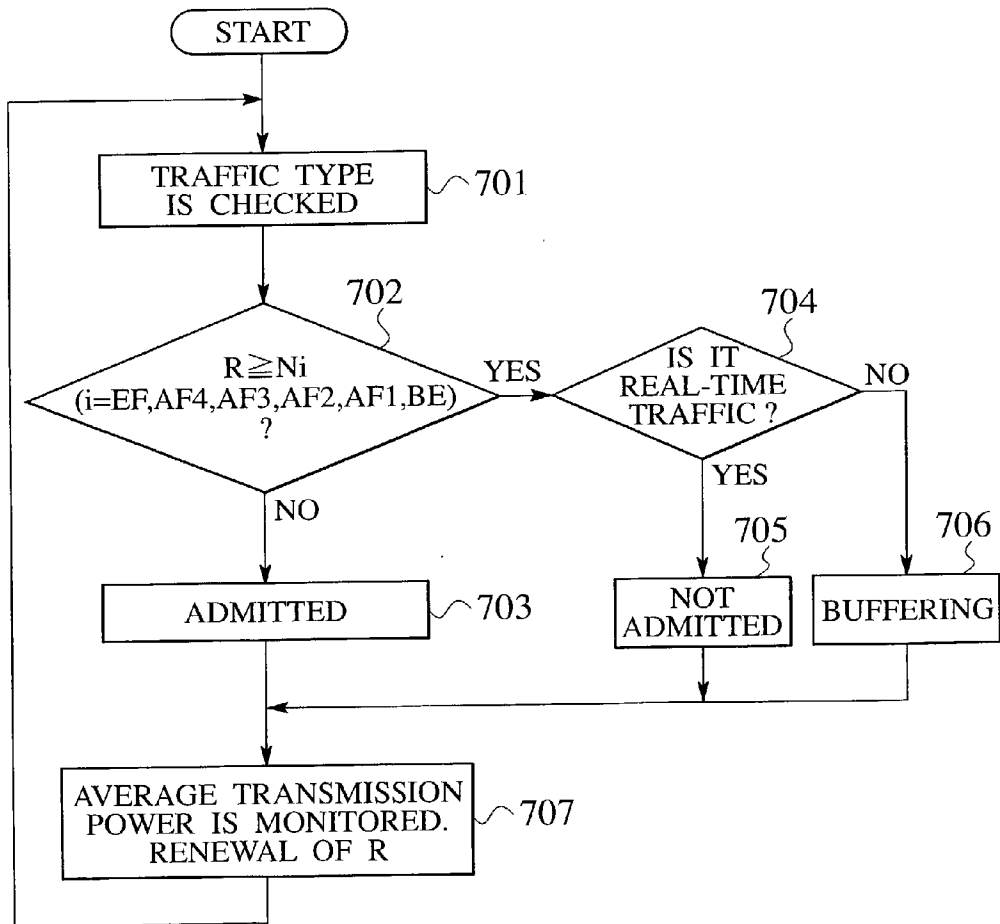 START
TRAFFIC TYPE
IS CHECKED
701
702
R≧Ni
(i=EF,AF4,AF3,AF2,AF1,BE)
?
YES
NO
704
IS IT
REAL-TIME
TRAFFIC ?
NO
YES
705
706
ADMITTED
703
NOT
ADMITTED
BUFFERING
AVERAGE TRANSMISSION
POWER IS MONITORED.
RENEWAL OF R
707